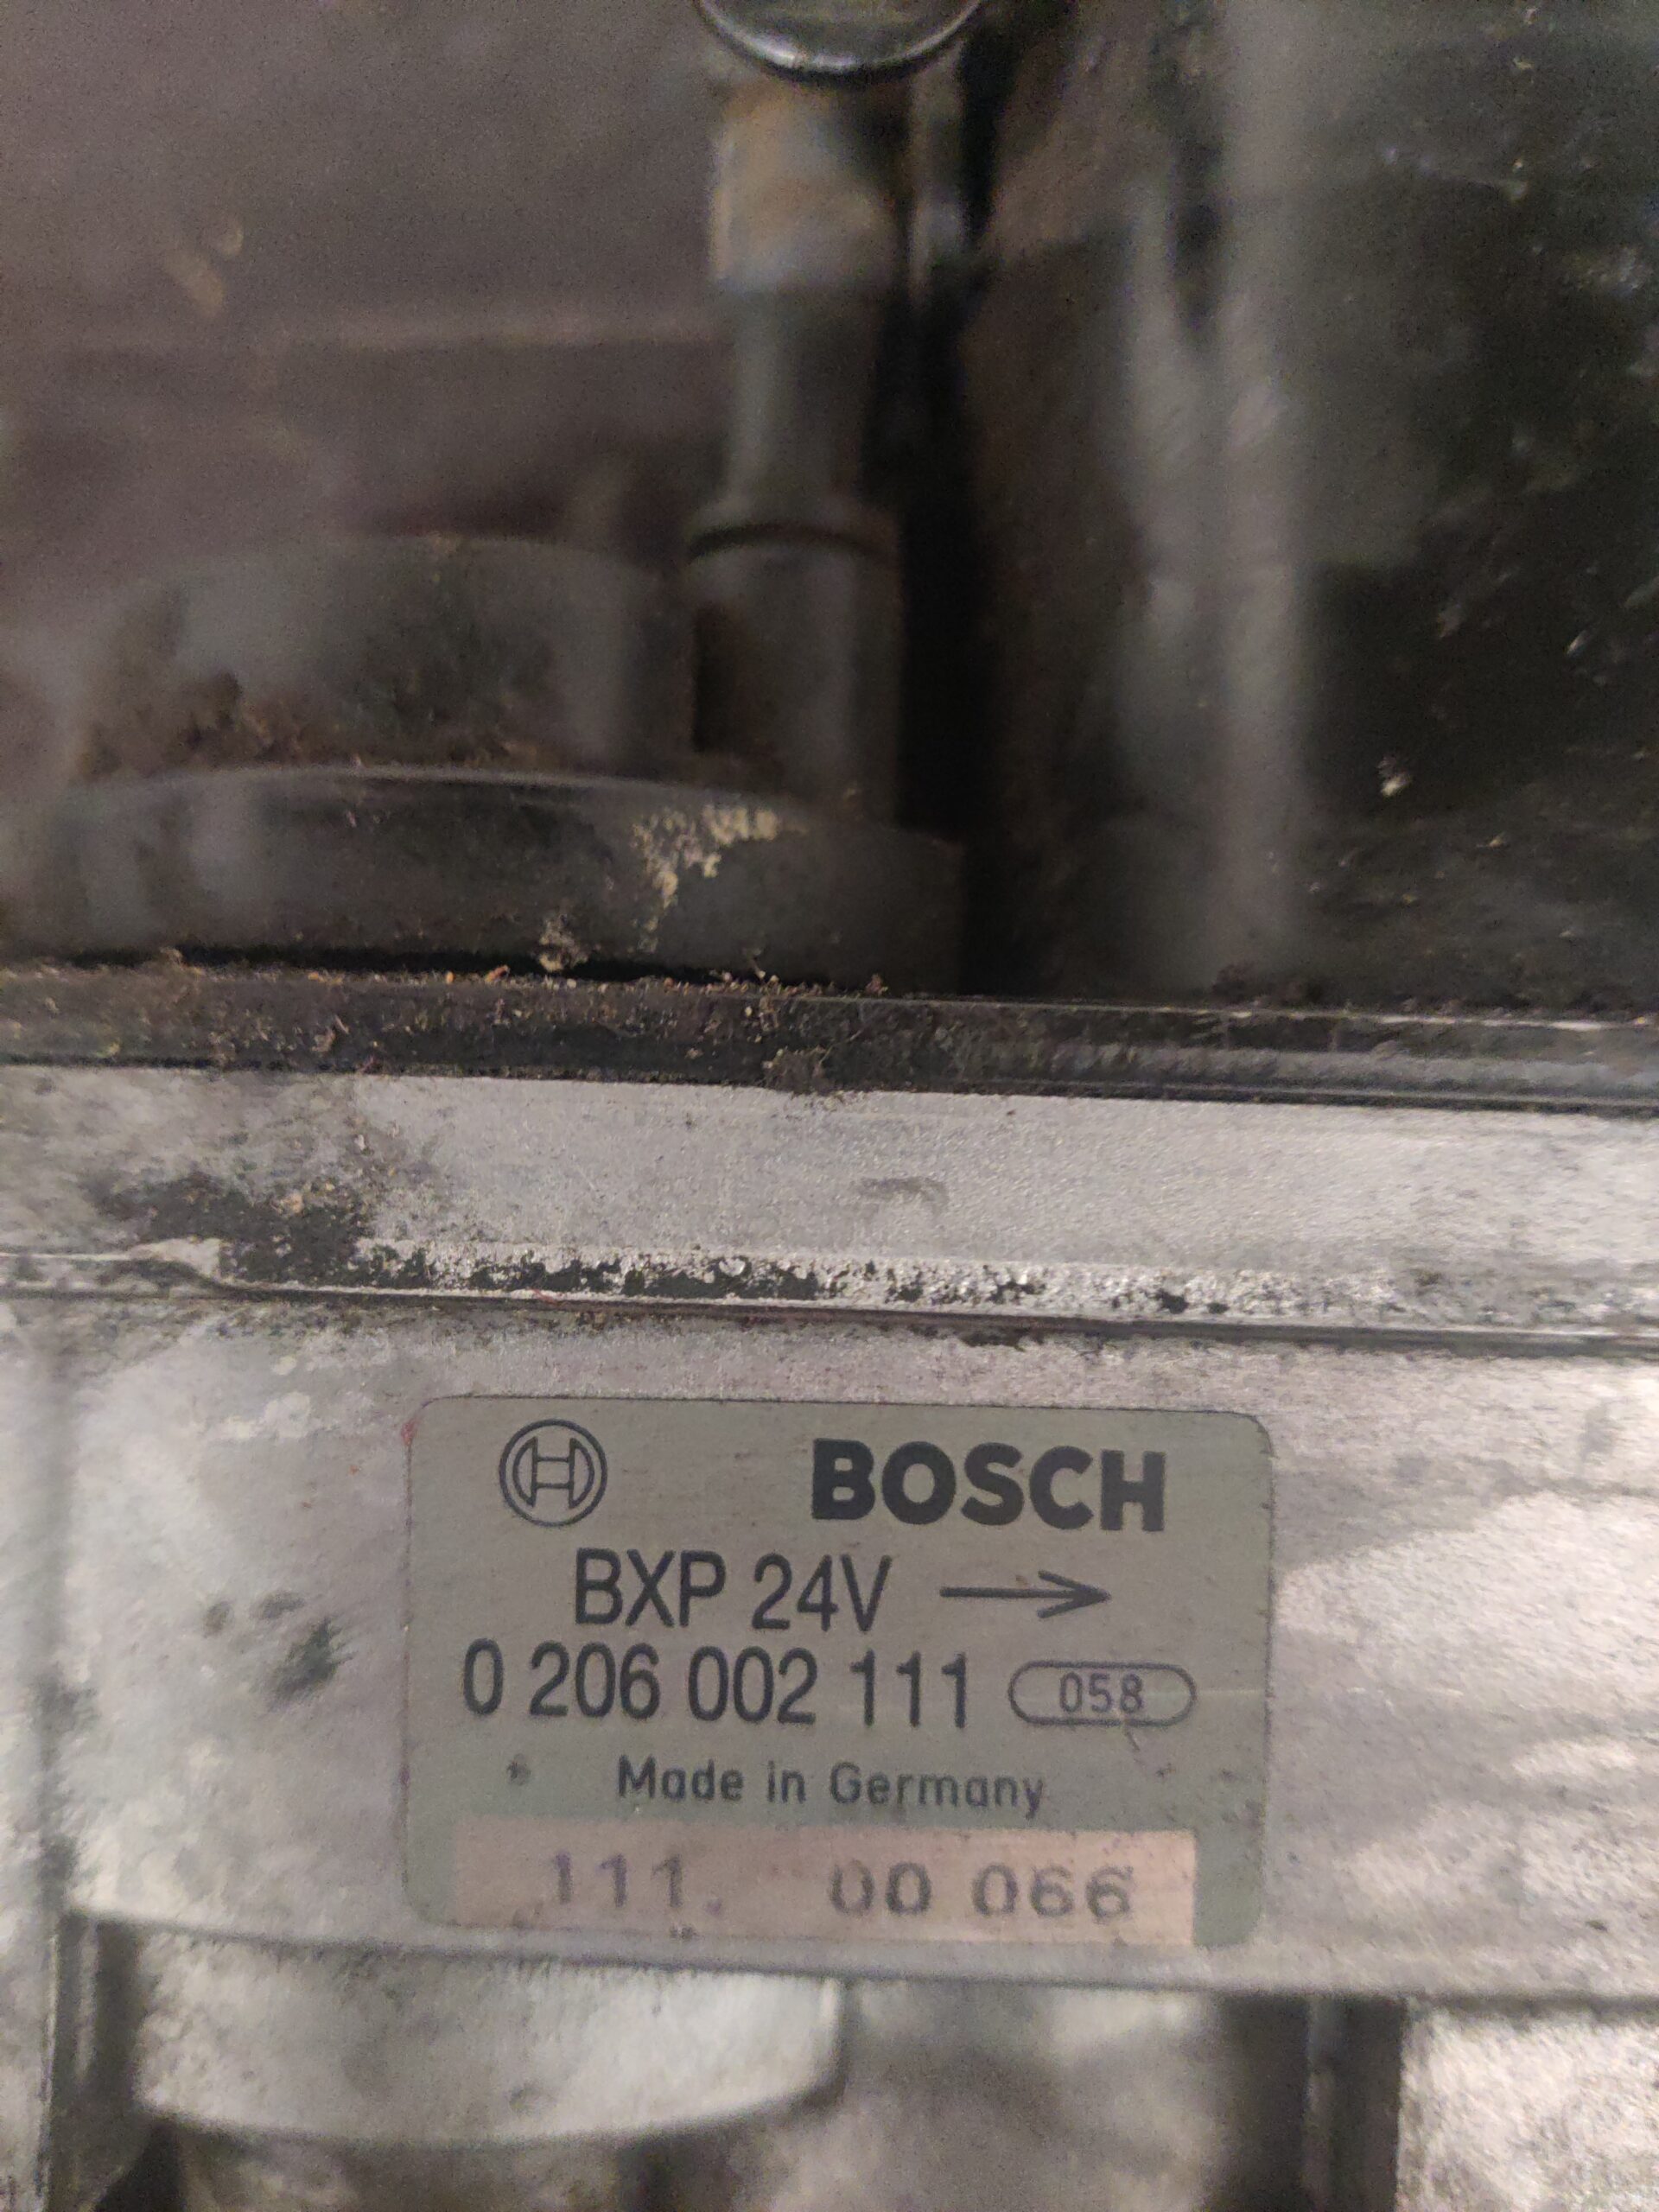 BOSCH
BXP 24V →
0 206 002 111 058
Made in Germany
111. 00 066